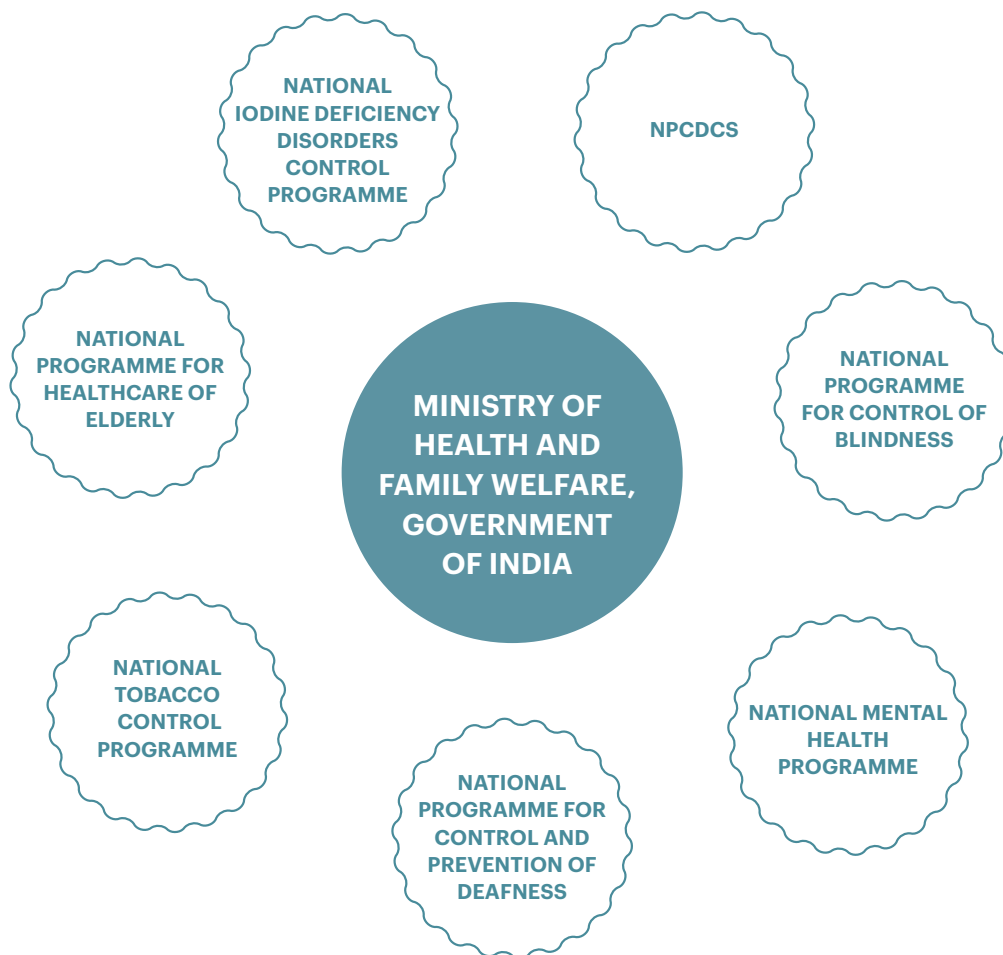 NATIONAL
IODINE DEFICIENCY
DISORDERS
CONTROL
PROGRAMME
NPCDCS
NATIONAL
PROGRAMME FOR
HEALTHCARE OF
ELDERLY
MINISTRY OF
HEALTH AND
FAMILY WELFARE,
GOVERNMENT
OF INDIA
NATIONAL
PROGRAMME
FOR CONTROL OF
BLINDNESS
NATIONAL
TOBACCO
CONTROL
PROGRAMME
NATIONAL PROGRAMME FOR
CONTROL AND
PREVENTION OF
DEAFNESS
NATIONAL MENTAL
HEALTH
PROGRAMME